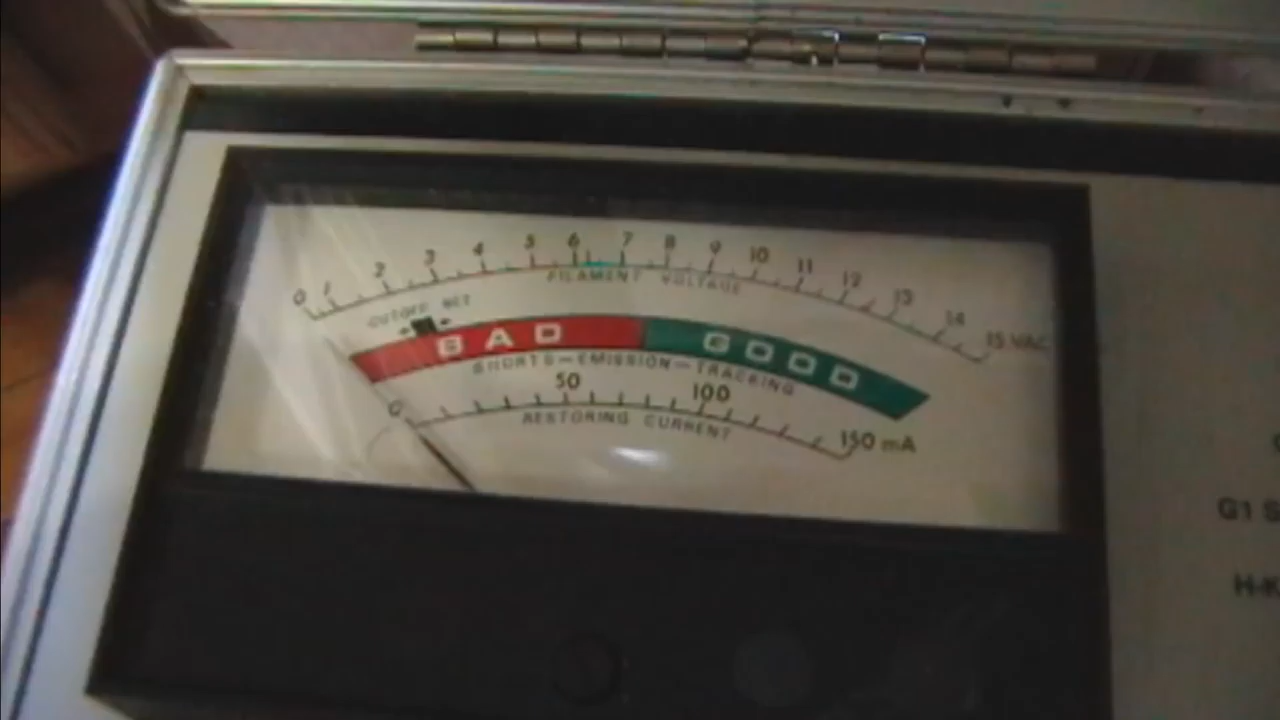 0 1 2 3 4 5 6 7 8 9 10 11 12 13 14 15 VAC
FILAMENT VOLTAGE
CUTOFF SET
BAD GOOD
SHORTS-EMISSION-TRACKING
0 50 100 150 mA
RESTORING CURRENT
G1 S
H-K